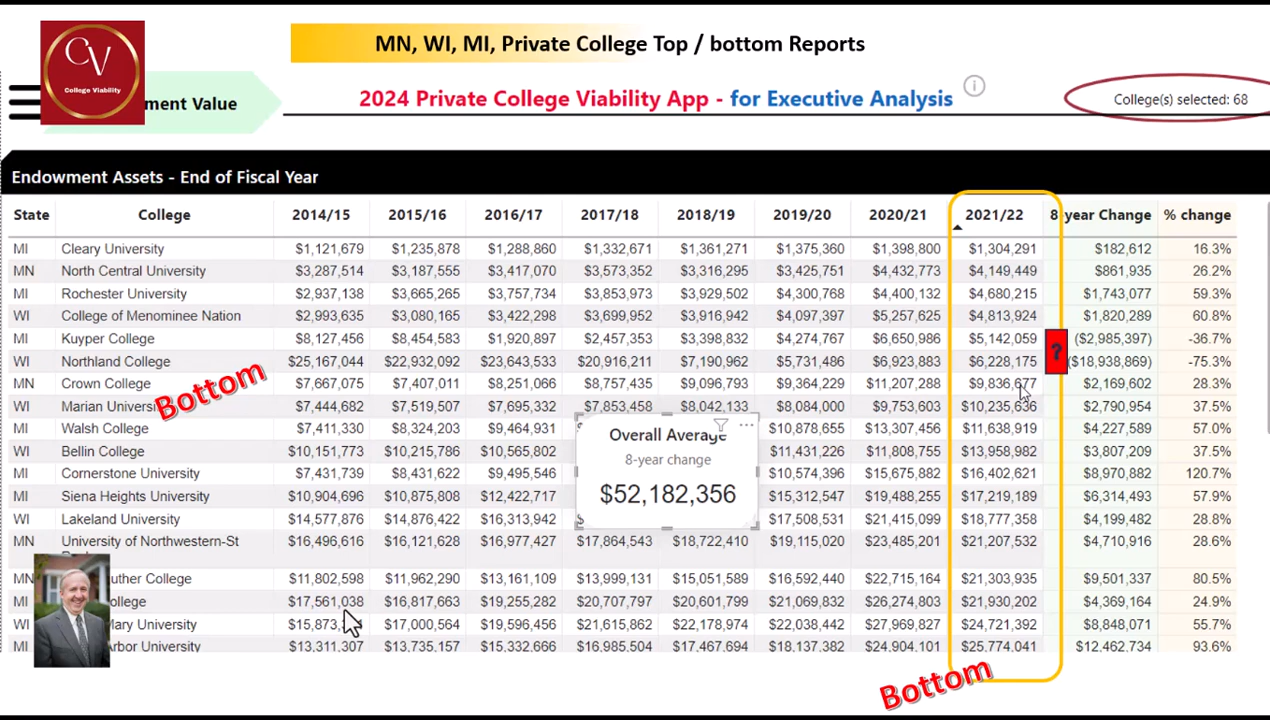 CV
College Viability
MN, WI, MI, Private College Top / bottom Reports
ment Value
2024 Private College Viability App - for Executive Analysis
College(s) selected: 68
Endowment Assets - End of Fiscal Year
State College 2014/15 2015/16 2016/17 2017/18 2018/19 2019/20 2020/21 2021/22 8-year Change % change
MI Cleary University $1,121,679 $1,235,878 $1,288,860 $1,332,671 $1,361,271 $1,375,360 $1,398,800 $1,304,291 $182,612 16.3%
MN North Central University $3,287,514 $3,187,555 $3,417,070 $3,573,352 $3,316,295 $3,425,751 $4,432,773 $4,149,449 $861,935 26.2%
MI Rochester University $2,937,138 $3,665,265 $3,757,734 $3,853,973 $3,929,502 $4,300,768 $4,400,132 $4,680,215 $1,743,077 59.3%
WI College of Menominee Nation $2,993,635 $3,080,165 $3,422,298 $3,699,952 $3,916,942 $4,097,397 $5,257,625 $4,813,924 $1,820,289 60.8%
MI Kuyper College $8,127,456 $8,454,583 $1,920,897 $2,457,353 $3,398,832 $4,274,767 $6,650,986 $5,142,059 ? ($2,985,397) -36.7%
WI Northland College $25,167,044 $22,932,092 $23,643,533 $20,916,211 $7,190,962 $5,731,486 $6,923,883 $6,228,175 ($18,938,869) -75.3%
MN Crown College $7,667,075 $7,407,011 $8,251,066 $8,757,435 $9,096,793 $9,364,229 $11,207,288 $9,836,677 $2,169,602 28.3%
Bottom
WI Marian $7,444,682 $7,519,507 $7,695,332 $7,853,458 $8,042,133 $8,084,000 $9,753,603 $10,235,636 $2,790,954 37.5%
MI Walsh College $7,411,330 $8,324,203 $9,464,931 $10,878,655 $13,307,456 $11,638,919 $4,227,589 57.0%
WI Bellin College $10,151,773 $10,215,786 $10,565,802 $11,431,226 $11,808,755 $13,958,982 $3,807,209 37.5%
MI Cornerstone University $7,431,739 $8,431,622 $9,495,546 $10,574,396 $15,675,882 $16,402,621 $8,970,882 120.7%
MI Siena Heights University $10,904,696 $10,875,808 $12,422,717 $15,312,547 $19,488,255 $17,219,189 $6,314,493 57.9%
WI Lakeland University $14,577,876 $14,876,422 $16,313,942 $17,508,531 $21,415,099 $18,777,358 $4,199,482 28.8%
Overall Average
8-year change
$52,182,356
MN University of Northwestern-St $16,496,616 $16,121,628 $16,977,427 $17,864,543 $18,722,410 $19,115,020 $23,485,201 $21,207,532 $4,710,916 28.6%
MN uther College $11,802,598 $11,962,290 $13,161,109 $13,999,131 $15,051,589 $16,592,440 $22,715,164 $21,303,935 $9,501,337 80.5%
MI ollege $17,561,038 $16,817,663 $19,255,282 $20,707,797 $20,601,799 $21,069,832 $26,274,803 $21,930,202 $4,369,164 24.9%
WI Mary University $15,873, $17,000,564 $19,596,456 $21,615,862 $22,178,974 $22,038,442 $27,969,827 $24,721,392 $8,848,071 55.7%
MI Arbor University $13,311,307 $13,735,157 $15,332,666 $16,985,504 $17,467,694 $18,137,382 $24,904,101 $25,774,041 $12,462,734 93.6%
Bottom